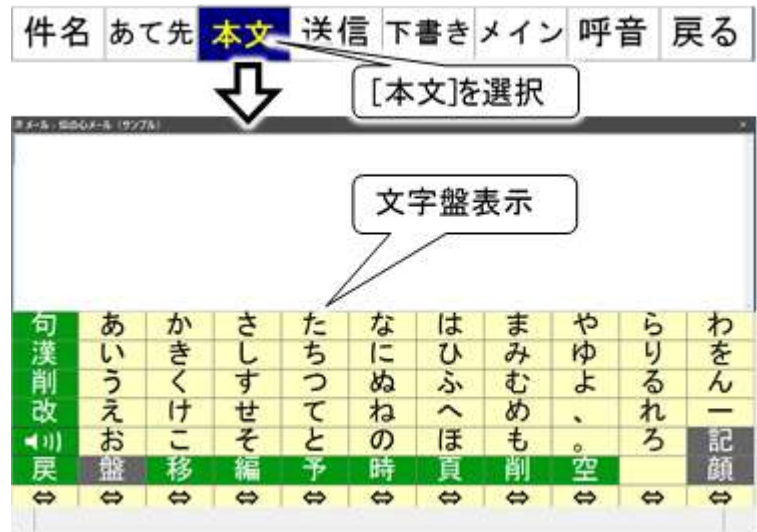 件名 あて先 本文 送信 下書き メイン 呼音 戻る
[本文]を選択
文字盤表示
句 あ か さ た な は ま や ら わ
漢 い き し ち に ひ み ゆ り を
削 う く す つ ぬ ふ む よ る ん
改 え け せ て ね へ め 、 れ ー
お こ そ と の ほ も 。 ろ 記
戻 盤 移 編 予 時 頁 削 空 顔
⇔ ⇔ ⇔ ⇔ ⇔ ⇔ ⇔ ⇔ ⇔ ⇔ ⇔